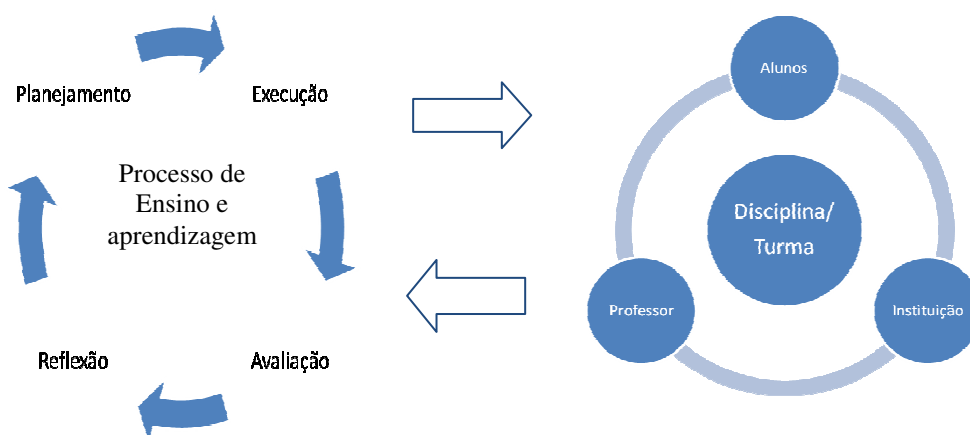 Planejamento
Execução
Processo de
Ensino e
aprendizagem
Reflexão
Avaliação
Alunos
Disciplina/
Turma
Professor
Instituição